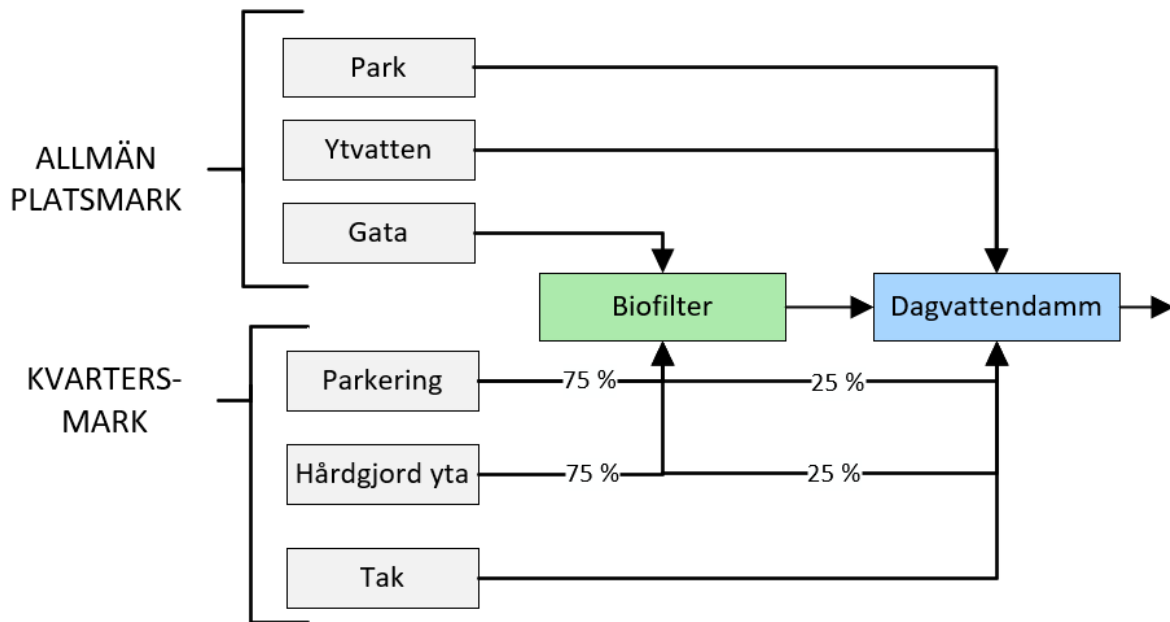 ALLMÄN
PLATSMARK
Park
Ytvatten
Gata
Biofilter
Dagvattendamm
KVARTERS-
MARK
Parkering
75 %
25 %
Hårdgjord yta
75 %
25 %
Tak